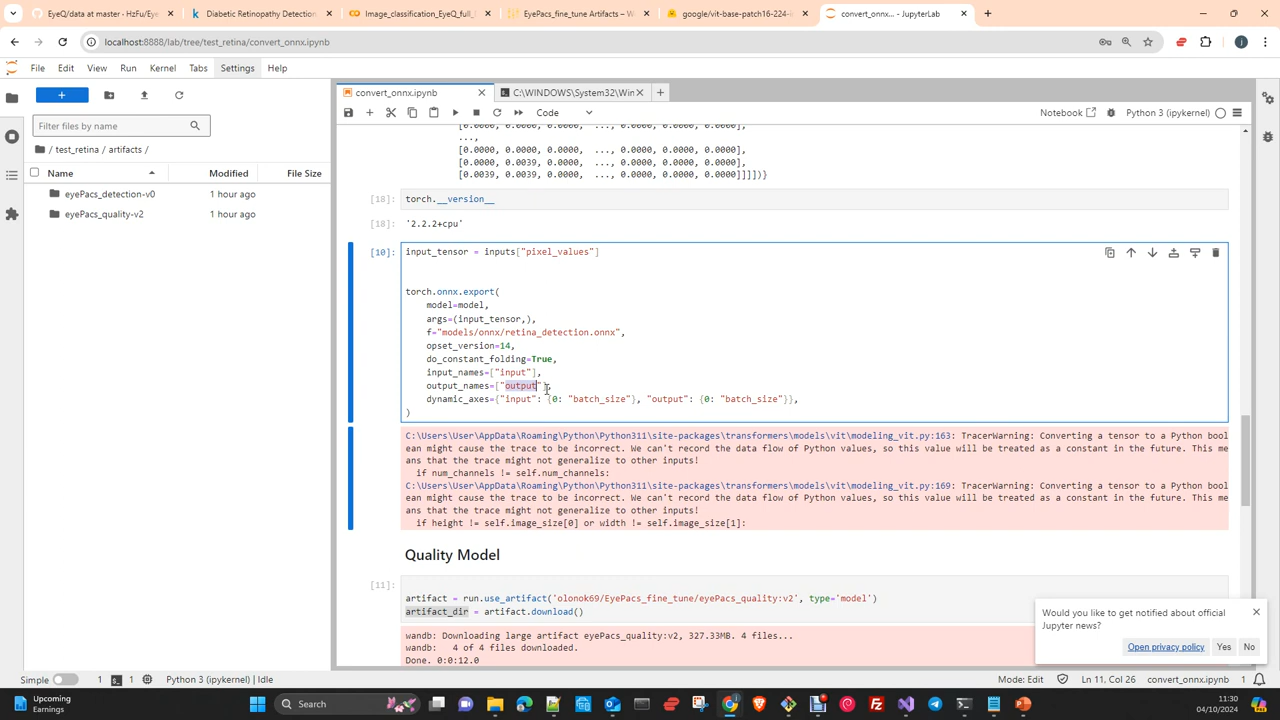 EyeQ/data at master · HzFu/Eye
Diabetic Retinopathy Detection
Image_classification_EyeQ_full_
EyePacs_fine_tune Artifacts – W
google/vit-base-patch16-224-i
convert_onnx... - JupyterLab
localhost:8888/lab/tree/test_retina/convert_onnx.ipynb
File Edit View Run Kernel Tabs Settings Help
convert_onnx.ipynb
C:\WINDOWS\System32\Win
Code
Notebook
Python 3 (ipykernel)
Filter files by name
/ test_retina / artifacts /
Name Modified File Size
eyePacs_detection-v0 1 hour ago
eyePacs_quality-v2 1 hour ago
[0.0000, 0.0000, 0.0000, ..., 0.0000, 0.0000, 0.0000],
...,
[0.0000, 0.0000, 0.0000, ..., 0.0000, 0.0000, 0.0000],
[0.0000, 0.0039, 0.0039, ..., 0.0000, 0.0000, 0.0000],
[0.0039, 0.0039, 0.0039, ..., 0.0000, 0.0000, 0.0000]]]])}
[18]: torch.__version__
[18]: '2.2.2+cpu'
[10]: input_tensor = inputs["pixel_values"]
torch.onnx.export(
model=model,
args=(input_tensor,),
f="models/onnx/retina_detection.onnx",
opset_version=14,
do_constant_folding=True,
input_names=["input"],
output_names=["output"],
dynamic_axes={"input": {0: "batch_size"}, "output": {0: "batch_size"}},
)
C:\Users\User\AppData\Roaming\Python\Python311\site-packages\transformers\models\vit\modeling_vit.py:163: TracerWarning: Converting a tensor to a Python bool
ean might cause the trace to be incorrect. We can't record the data flow of Python values, so this value will be treated as a constant in the future. This me
ans that the trace might not generalize to other inputs!
if num_channels != self.num_channels:
C:\Users\User\AppData\Roaming\Python\Python311\site-packages\transformers\models\vit\modeling_vit.py:169: TracerWarning: Converting a tensor to a Python bool
ean might cause the trace to be incorrect. We can't record the data flow of Python values, so this value will be treated as a constant in the future. This me
ans that the trace might not generalize to other inputs!
if height != self.image_size[0] or width != self.image_size[1]:
Quality Model
[11]:
artifact = run.use_artifact('olonok69/EyePacs_fine_tune/eyePacs_quality:v2', type='model')
artifact_dir = artifact.download()
wandb: Downloading large artifact eyePacs_quality:v2, 327.33MB. 4 files...
wandb: 4 of 4 files downloaded.
Done. 0:0:12.0
Would you like to get notified about official
Jupyter news?
Open privacy policy Yes No
Simple 1 1 Python 3 (ipykernel) | Idle
Mode: Edit Ln 11, Col 26 convert_onnx.ipynb 1
Upcoming
Earnings
Search
11:30
04/10/2024